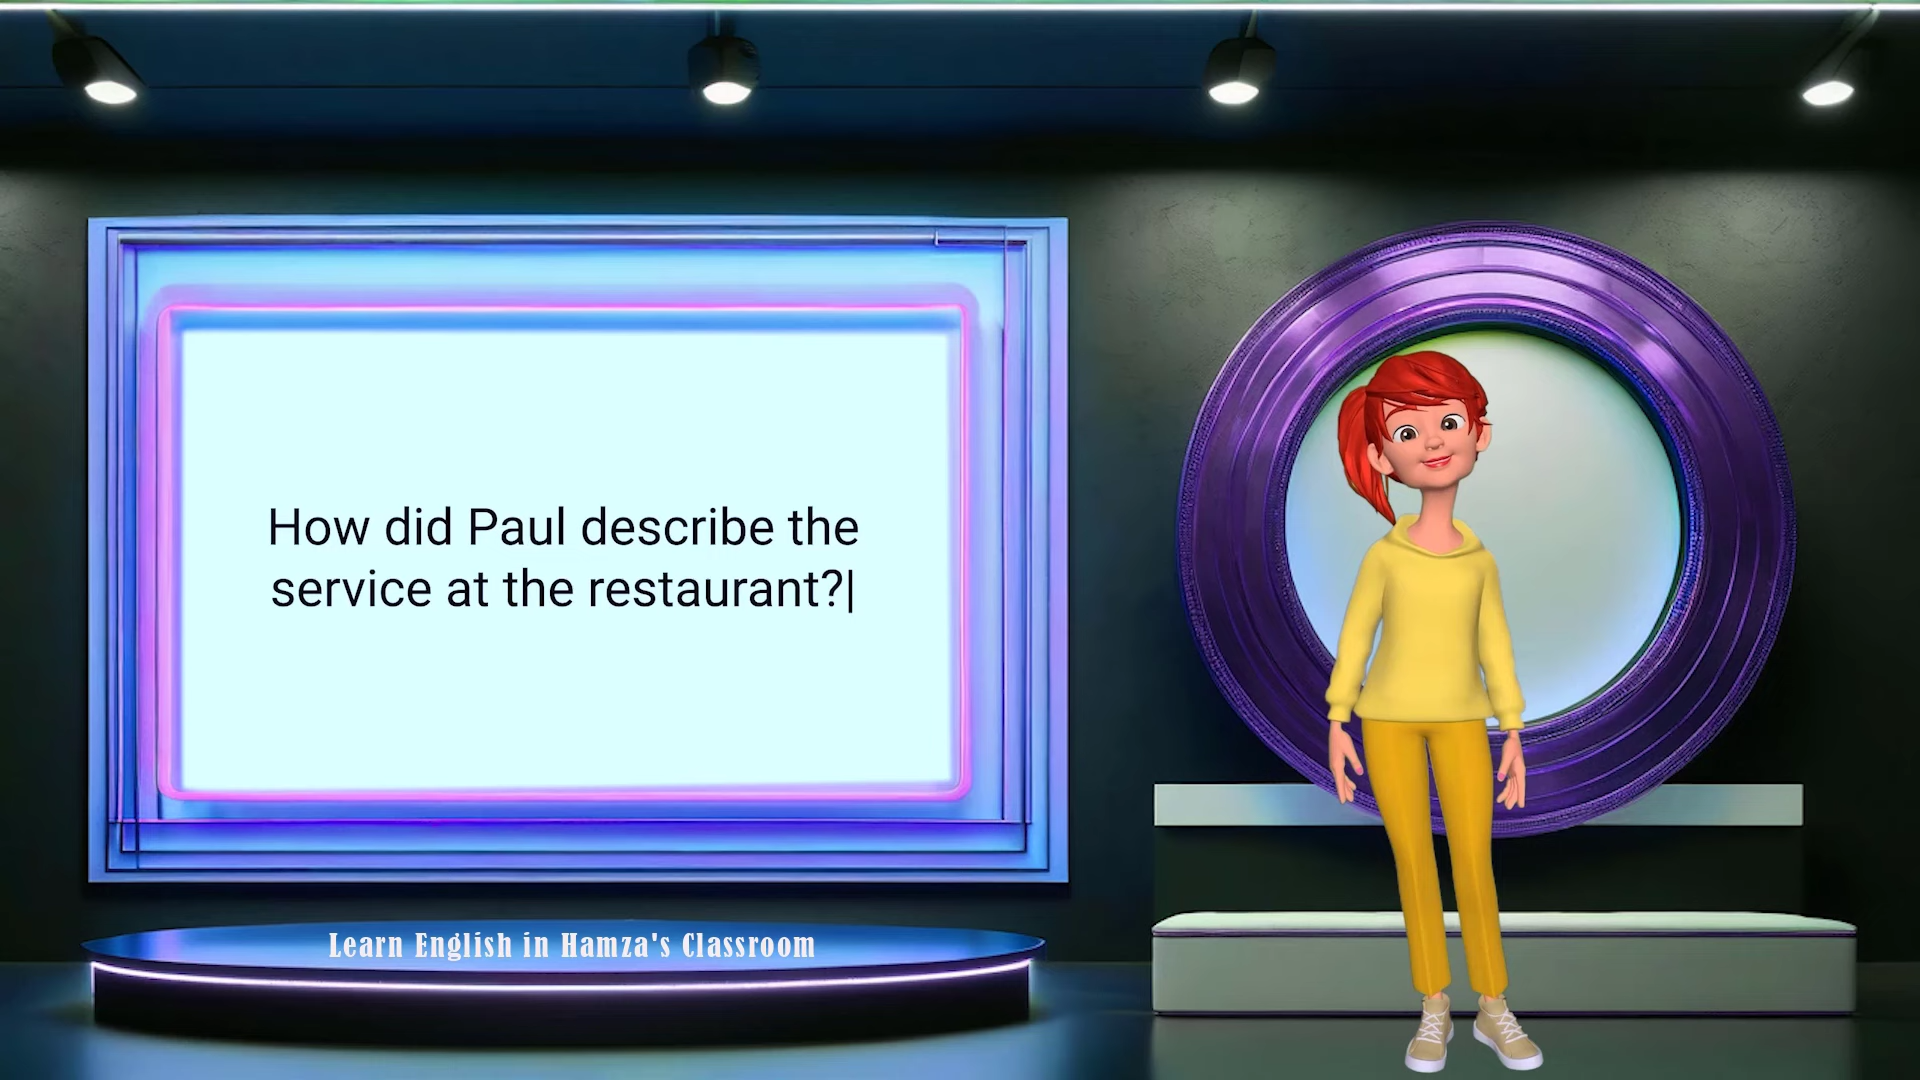 How did Paul describe the
service at the restaurant?|
Learn English in Hamza's Classroom